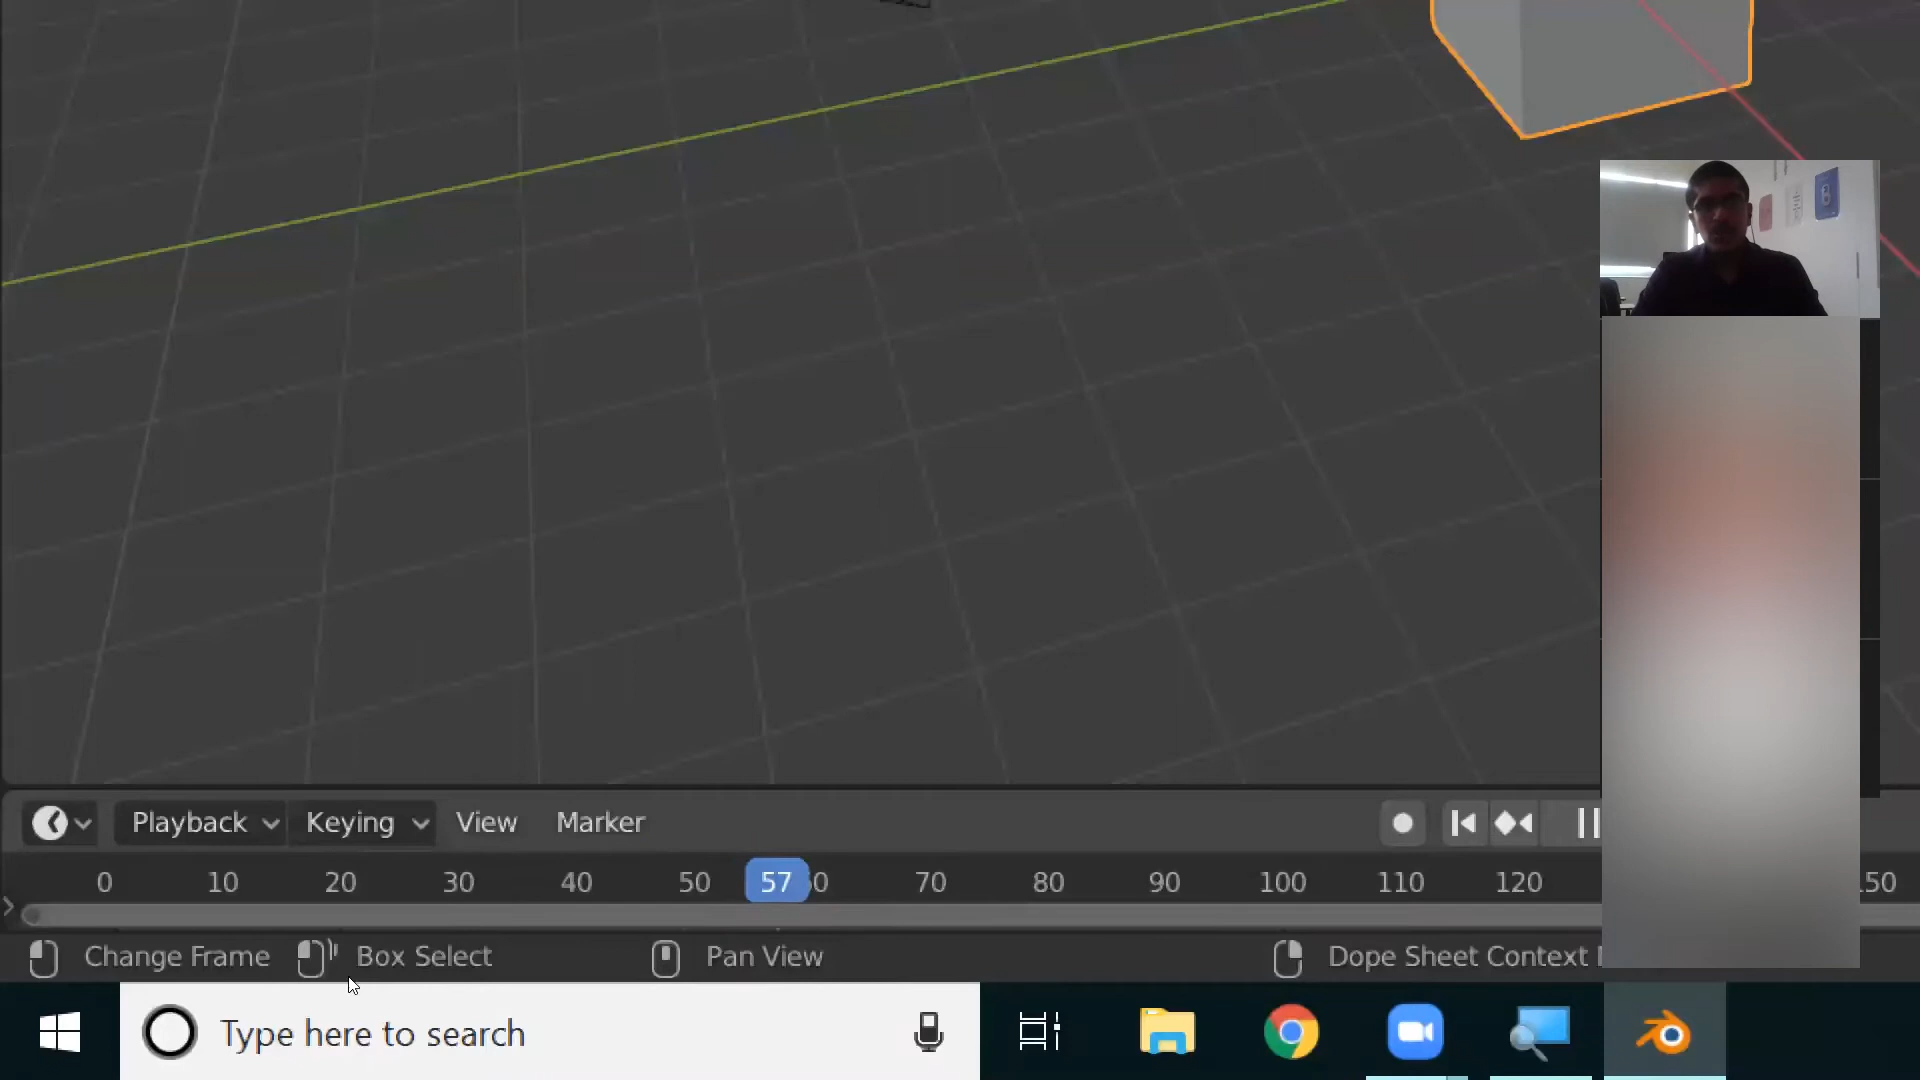 Playback Keying View Marker
0 10 20 30 40 50 57 70 80 90 100 110 120
Change Frame Box Select Pan View Dope Sheet Context
Type here to search